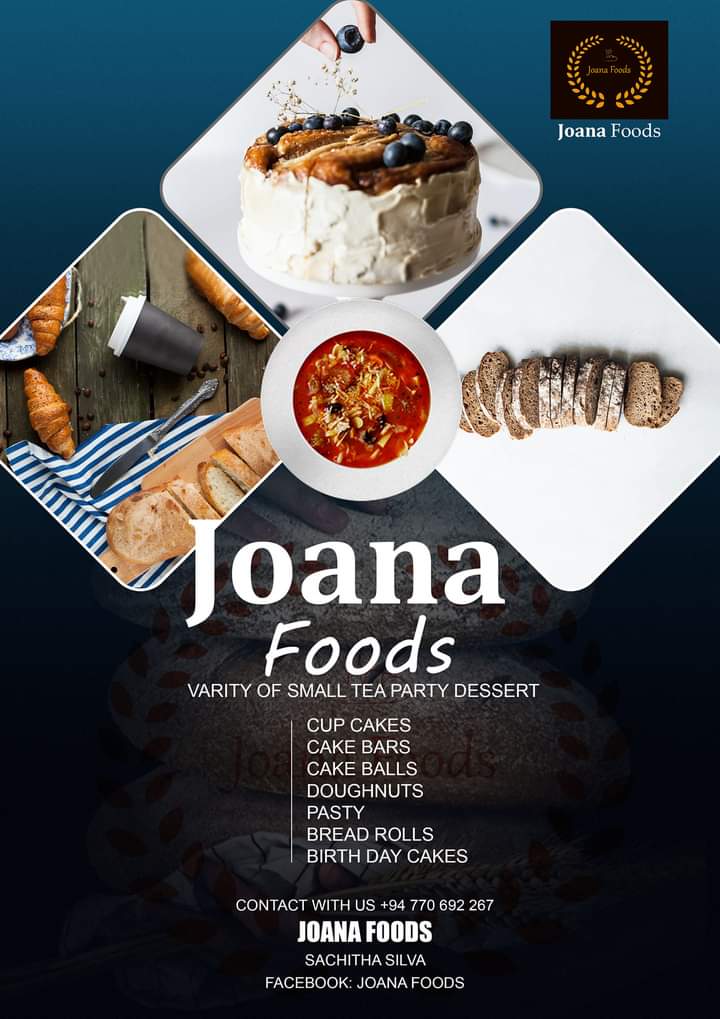 Joana Foods
Joana Foods
Joana
Foods
VARITY OF SMALL TEA PARTY DESSERT
CUP CAKES
CAKE BARS
CAKE BALLS
DOUGHNUTS
PASTY
BREAD ROLLS
BIRTH DAY CAKES
Joana Foods
CONTACT WITH US +94 770 692 267
JOANA FOODS
SACHITHA SILVA
FACEBOOK: JOANA FOODS